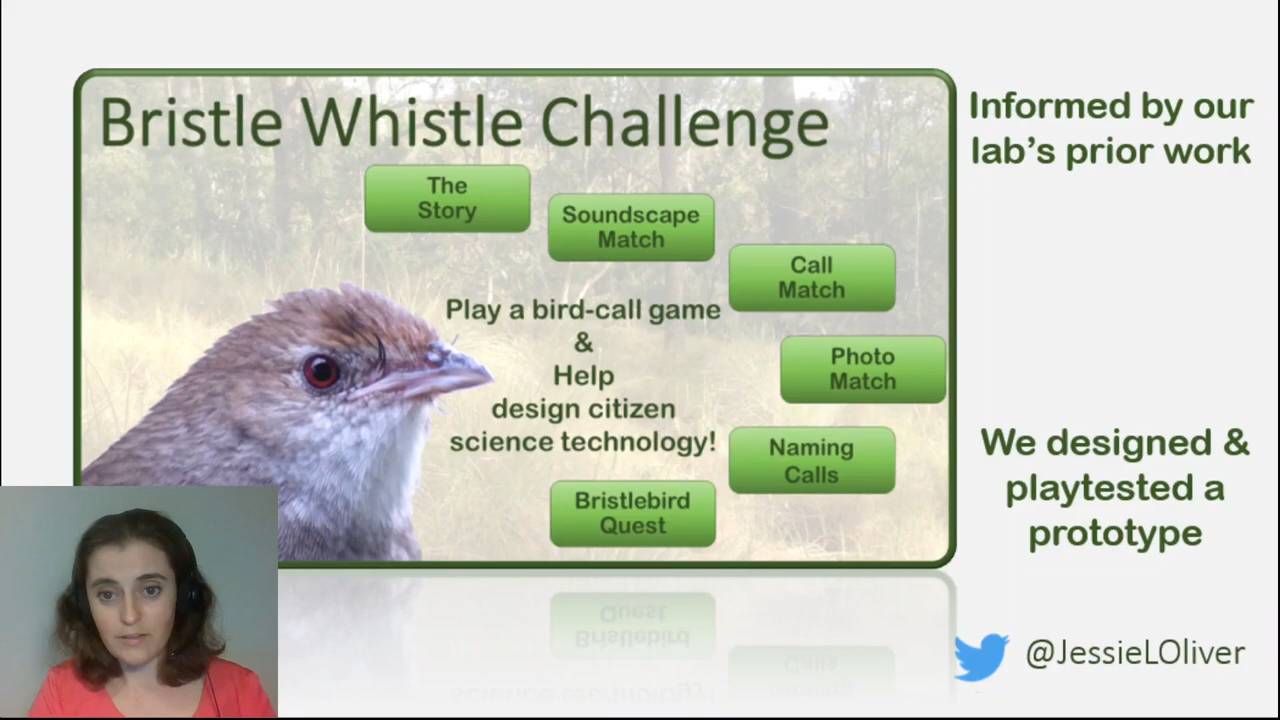 Bristle Whistle Challenge
The
Story
Soundscape
Match
Call
Match
Photo
Match
Naming
Calls
Bristlebird
Quest
Play a bird-call game
&
Help
design citizen
science technology!
Informed by our
lab's prior work
We designed &
playtested a
prototype
@JessieLOliver